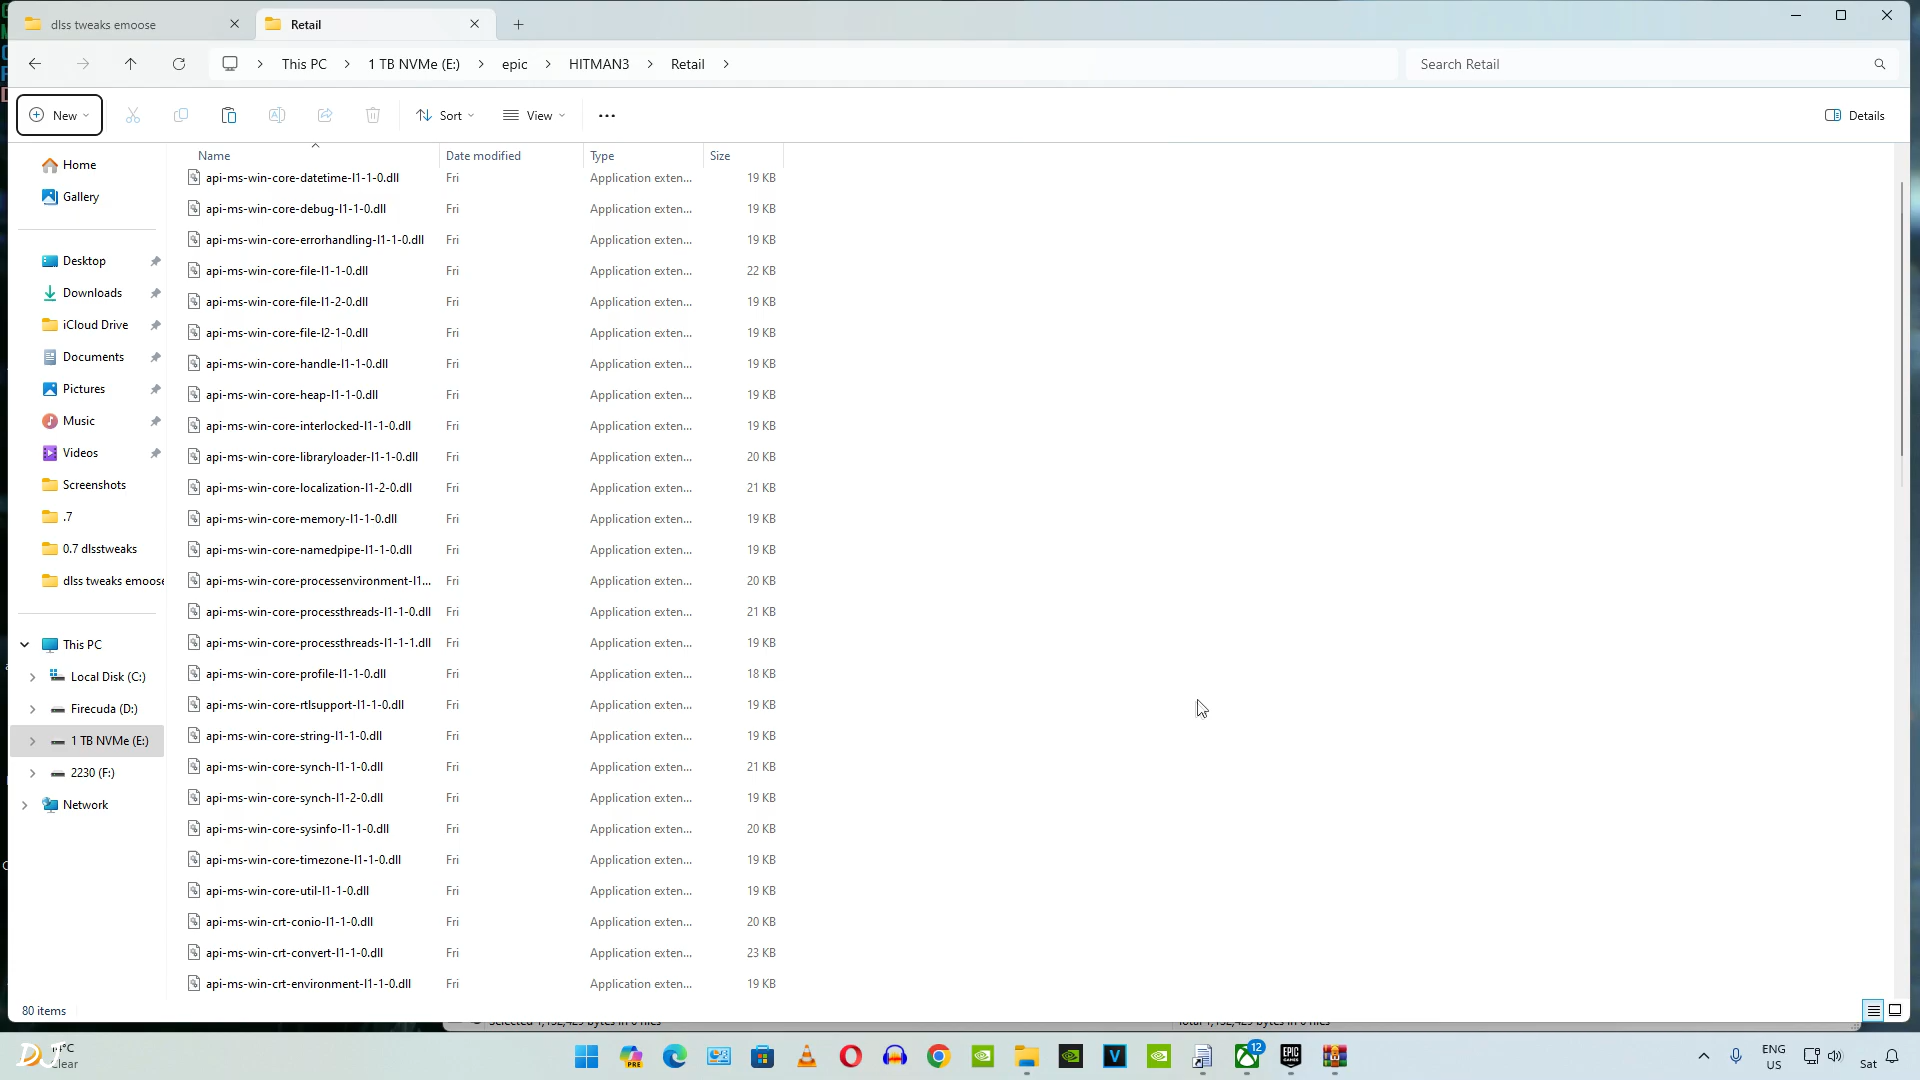 dlss tweaks emoose
Retail
This PC
1 TB NVMe (E:)
epic
HITMAN3
Retail
Search Retail
New
Sort
View
Details
Name
Date modified
Type
Size
api-ms-win-core-datetime-l1-1-0.dll Fri Application exten... 19 KB
api-ms-win-core-debug-l1-1-0.dll Fri Application exten... 19 KB
api-ms-win-core-errorhandling-l1-1-0.dll Fri Application exten... 19 KB
api-ms-win-core-file-l1-1-0.dll Fri Application exten... 22 KB
api-ms-win-core-file-l1-2-0.dll Fri Application exten... 19 KB
api-ms-win-core-file-l2-1-0.dll Fri Application exten... 19 KB
api-ms-win-core-handle-l1-1-0.dll Fri Application exten... 19 KB
api-ms-win-core-heap-l1-1-0.dll Fri Application exten... 19 KB
api-ms-win-core-interlocked-l1-1-0.dll Fri Application exten... 19 KB
api-ms-win-core-libraryloader-l1-1-0.dll Fri Application exten... 20 KB
api-ms-win-core-localization-l1-2-0.dll Fri Application exten... 21 KB
api-ms-win-core-memory-l1-1-0.dll Fri Application exten... 19 KB
api-ms-win-core-namedpipe-l1-1-0.dll Fri Application exten... 19 KB
api-ms-win-core-processenvironment-l1... Fri Application exten... 20 KB
api-ms-win-core-processthreads-l1-1-0.dll Fri Application exten... 21 KB
api-ms-win-core-processthreads-l1-1-1.dll Fri Application exten... 19 KB
api-ms-win-core-profile-l1-1-0.dll Fri Application exten... 18 KB
api-ms-win-core-rtlsupport-l1-1-0.dll Fri Application exten... 19 KB
api-ms-win-core-string-l1-1-0.dll Fri Application exten... 19 KB
api-ms-win-core-synch-l1-1-0.dll Fri Application exten... 21 KB
api-ms-win-core-synch-l1-2-0.dll Fri Application exten... 19 KB
api-ms-win-core-sysinfo-l1-1-0.dll Fri Application exten... 20 KB
api-ms-win-core-timezone-l1-1-0.dll Fri Application exten... 19 KB
api-ms-win-core-util-l1-1-0.dll Fri Application exten... 19 KB
api-ms-win-crt-conio-l1-1-0.dll Fri Application exten... 20 KB
api-ms-win-crt-convert-l1-1-0.dll Fri Application exten... 23 KB
api-ms-win-crt-environment-l1-1-0.dll Fri Application exten... 19 KB
Home
Gallery
Desktop
Downloads
iCloud Drive
Documents
Pictures
Music
Videos
Screenshots
.7
0.7 dlsstweaks
dlss tweaks emoose
This PC
Local Disk (C:)
Firecuda (D:)
1 TB NVMe (E:)
2230 (F:)
Network
80 items
Clear
PRE
EPIC
12
ENG
US
Sat